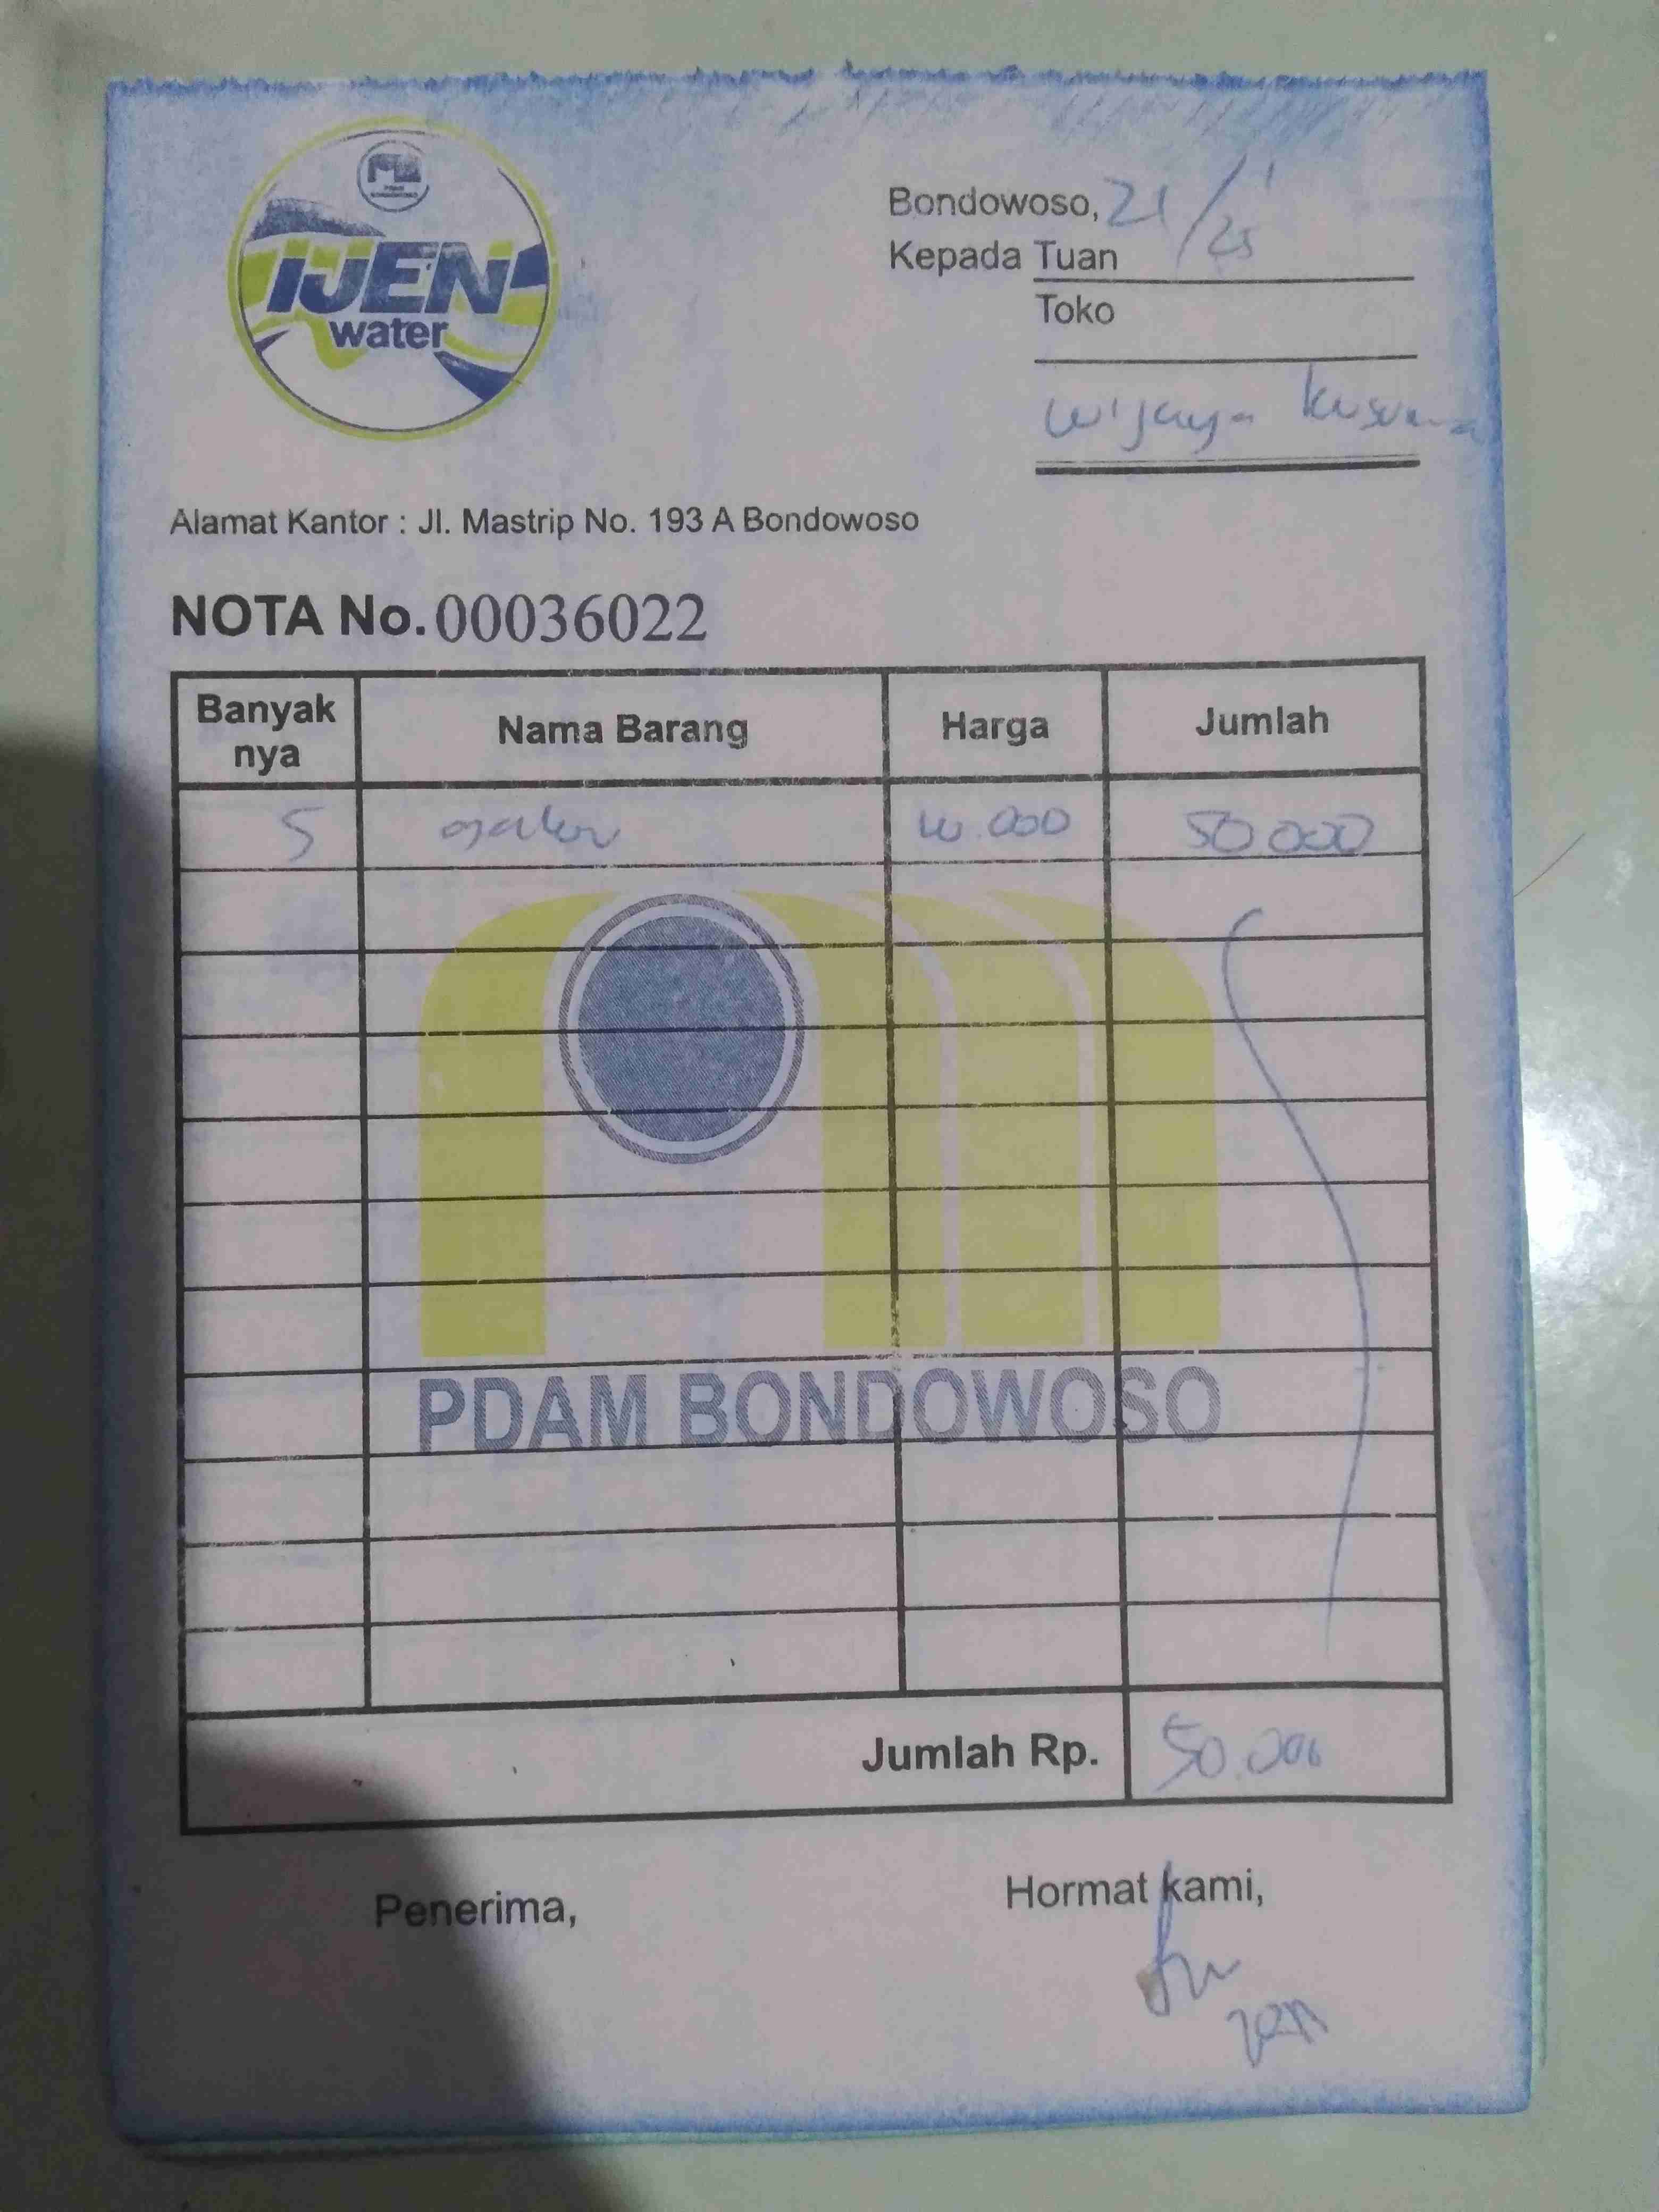 IJEN
water
Bondowoso, 21/1
25
Kepada Tuan
Toko
Wijaya Kusuma
Alamat Kantor : Jl. Mastrip No. 193 A Bondowoso
NOTA No. 00036022
Banyak nya Nama Barang Harga Jumlah
5 galon 10.000 50.000
PDAM BONDOWOSO
Jumlah Rp. 50.000
Penerima, Hormat kami,